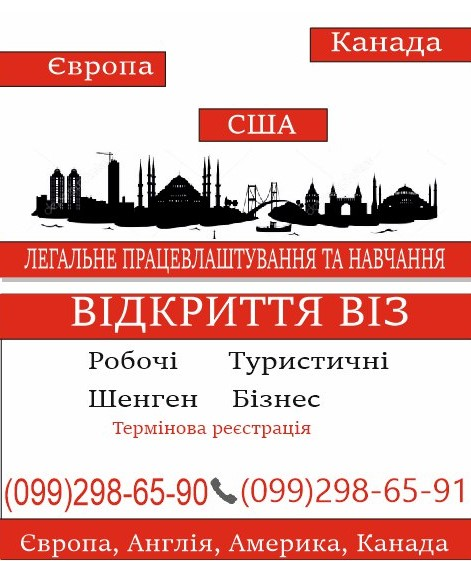 Канада
Європа
США
ЛЕГАЛЬНЕ ПРАЦЕВЛАШТУВАННЯ ТА НАВЧАННЯ
ВІДКРИТТЯ ВІЗ
Робочі Туристичні
Шенген Бізнес
Термінова реєстрація
(099)298-65-90 (099)298-65-91
Європа, Англія, Америка, Канада